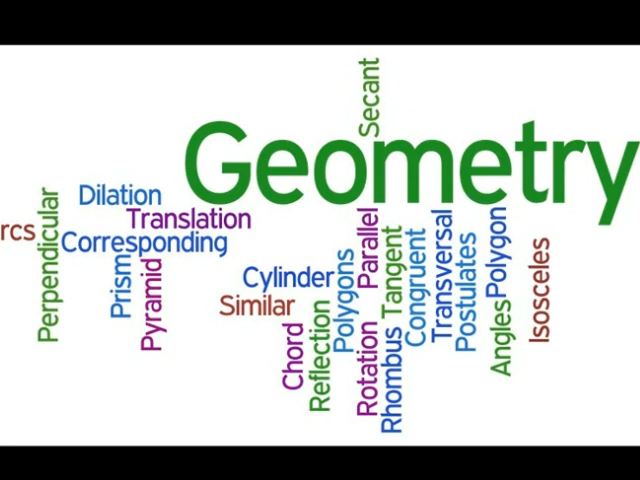 Secant
Geometry
Dilation
Translation
rcs
Perpendicular
Corresponding
Prism
Pyramid
Cylinder
Similar
Chord
Reflection
Polygons
Parallel
Rotation
Tangent
Rhombus
Congruent
Transversal
Postulates
Polygon
Angles
Isosceles